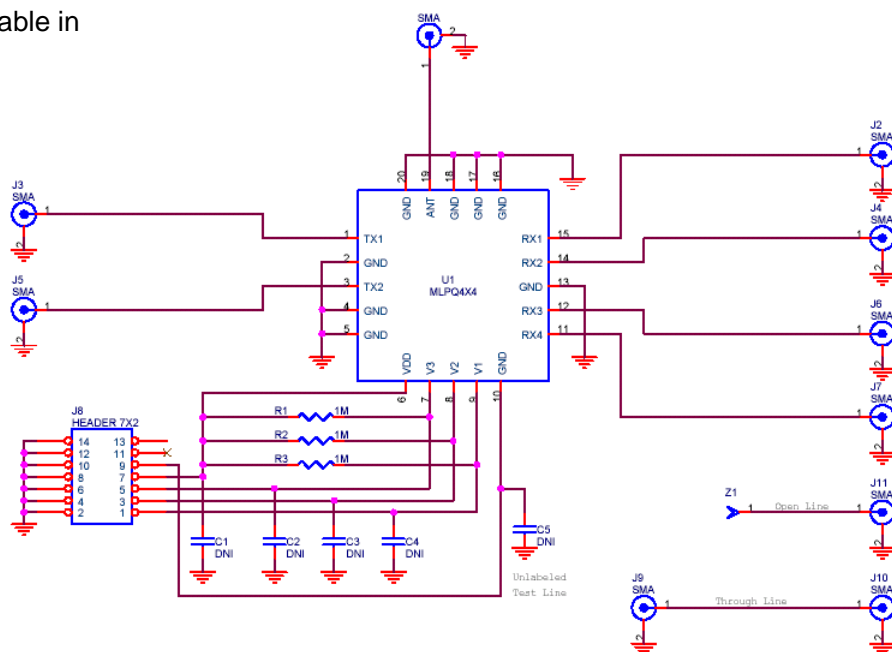 able in
SMA
2
1
J3
SMA
1
2
J5
SMA
1
2
20 19 18 17 16
GND ANT GND GND GND
1 TX1
2 GND
3 TX2
4 GND
5 GND
U1
MLPQ4X4
RX1 15
RX2 14
GND 13
RX3 12
RX4 11
VDD V3 V2 V1 GND
6 7 8 9 10
J2
SMA
1
2
J4
SMA
1
2
J6
SMA
1
2
J7
SMA
1
2
R1 1M
R2 1M
R3 1M
J8
HEADER 7X2
14 13
12 11
10 9
8 7
6 5
4 3
2 1
C1
DNI
C2
DNI
C3
DNI
C4
DNI
C5
DNI
Unlabeled
Test Line
Z1
1 Open Line 1
J11
SMA
2
J9
SMA
1 Through Line 1
2
J10
SMA
2